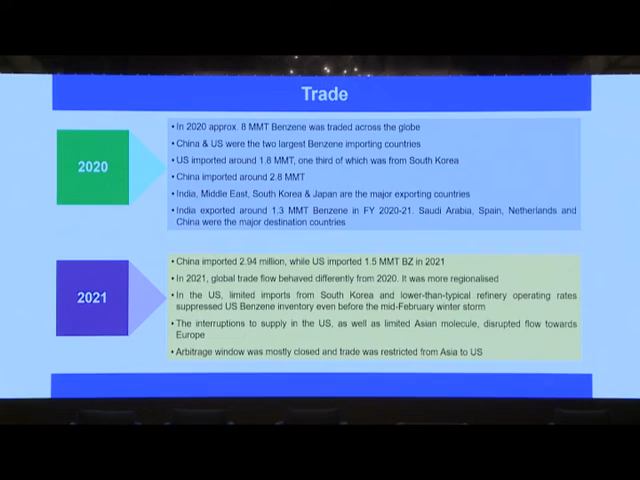 Trade
2020
• In 2020 approx. 8 MMT Benzene was traded across the globe
• China & US were the two largest Benzene importing countries
• US imported around 1.8 MMT, one third of which was from South Korea
• China imported around 2.8 MMT
• India, Middle East, South Korea & Japan are the major exporting countries
• India exported around 1.3 MMT Benzene in FY 2020-21. Saudi Arabia, Spain, Netherlands and
China were the major destination countries
2021
• China imported 2.94 million, while US imported 1.5 MMT BZ in 2021
• In 2021, global trade flow behaved differently from 2020. It was more regionalised
• In the US, limited imports from South Korea and lower-than-typical refinery operating rates
suppressed US Benzene inventory even before the mid-February winter storm
• The interruptions to supply in the US, as well as limited Asian molecule, disrupted flow towards
Europe
• Arbitrage window was mostly closed and trade was restricted from Asia to US